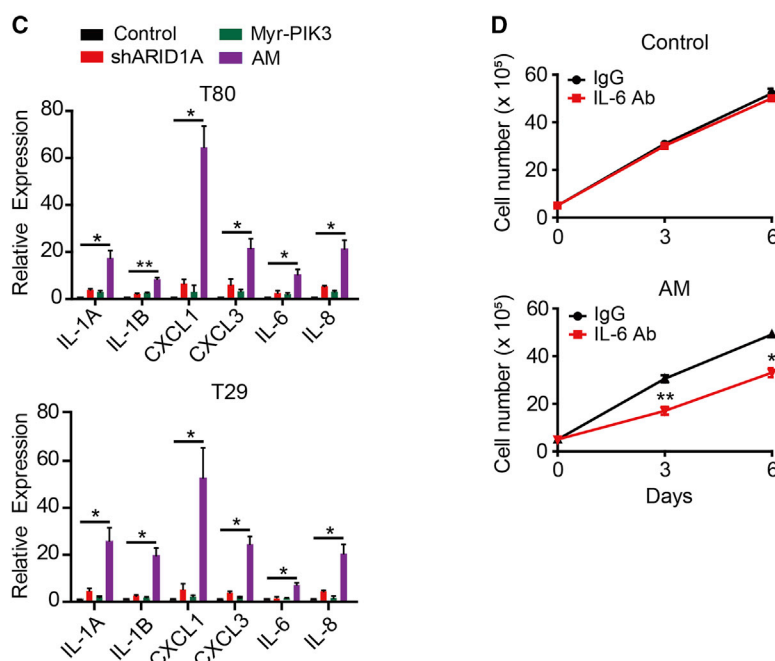 C
Control
Myr-PIK3
shARID1A
AM
T80
Relative Expression
80
60
40
20
0
*
**
*
*
*
*
IL-1A
IL-1B
CXCL1
CXCL3
IL-6
IL-8
T29
Relative Expression
80
60
40
20
0
*
*
*
*
*
*
IL-1A
IL-1B
CXCL1
CXCL3
IL-6
IL-8
D
Control
Cell number (x 10⁵)
60
40
20
0
IgG
IL-6 Ab
0 3 6
AM
Cell number (x 10⁵)
60
40
20
0
IgG
IL-6 Ab
**
*
0 3 6
Days